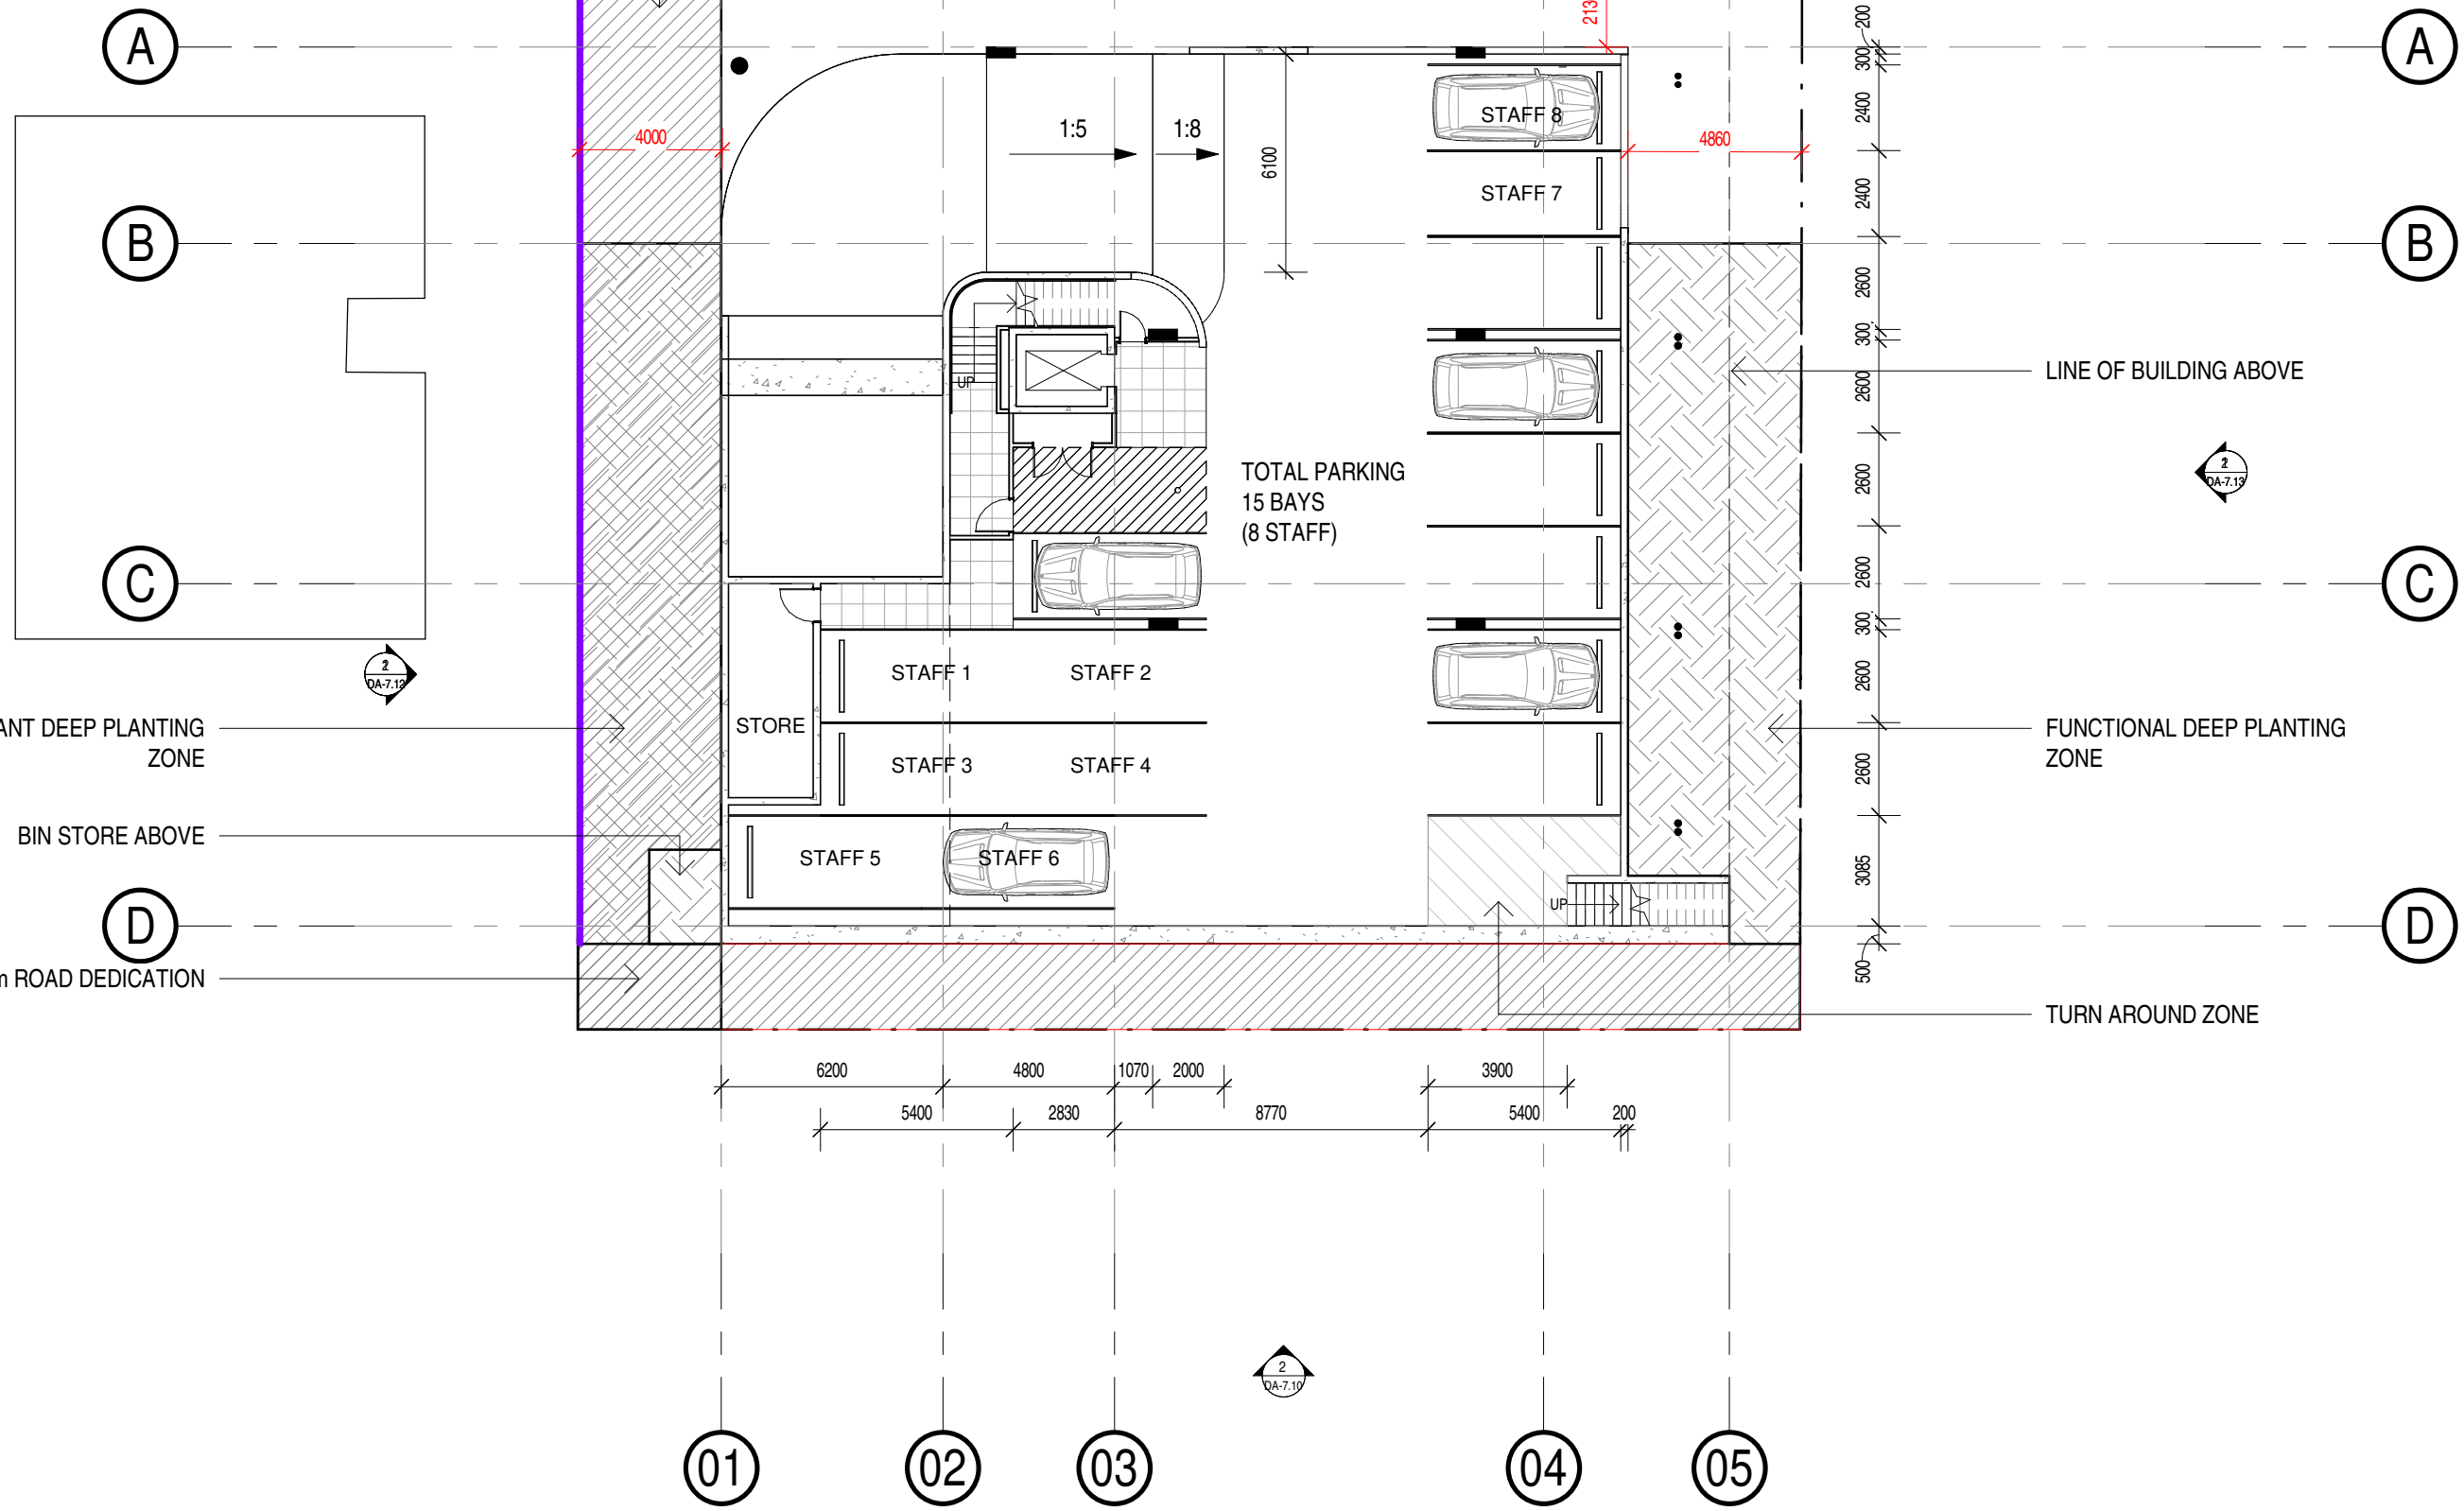 A
A
B
B
C
C
D
D
200
300
2400
2400
2600
300
2600
2600
2600
300
2600
2600
3085
500
4000
4860
6100
1:5
1:8
STAFF 8
STAFF 7
UP
TOTAL PARKING
15 BAYS
(8 STAFF)
LINE OF BUILDING ABOVE
2
DA-7.13
2
DA-7.12
STAFF 1
STAFF 2
STORE
STAFF 3
STAFF 4
STAFF 5
STAFF 6
DEEP PLANTING
ZONE
FUNCTIONAL DEEP PLANTING
ZONE
BIN STORE ABOVE
UP
ROAD DEDICATION
TURN AROUND ZONE
6200
4800
1070
2000
3900
5400
2830
8770
5400
200
2
DA-7.10
01
02
03
04
05